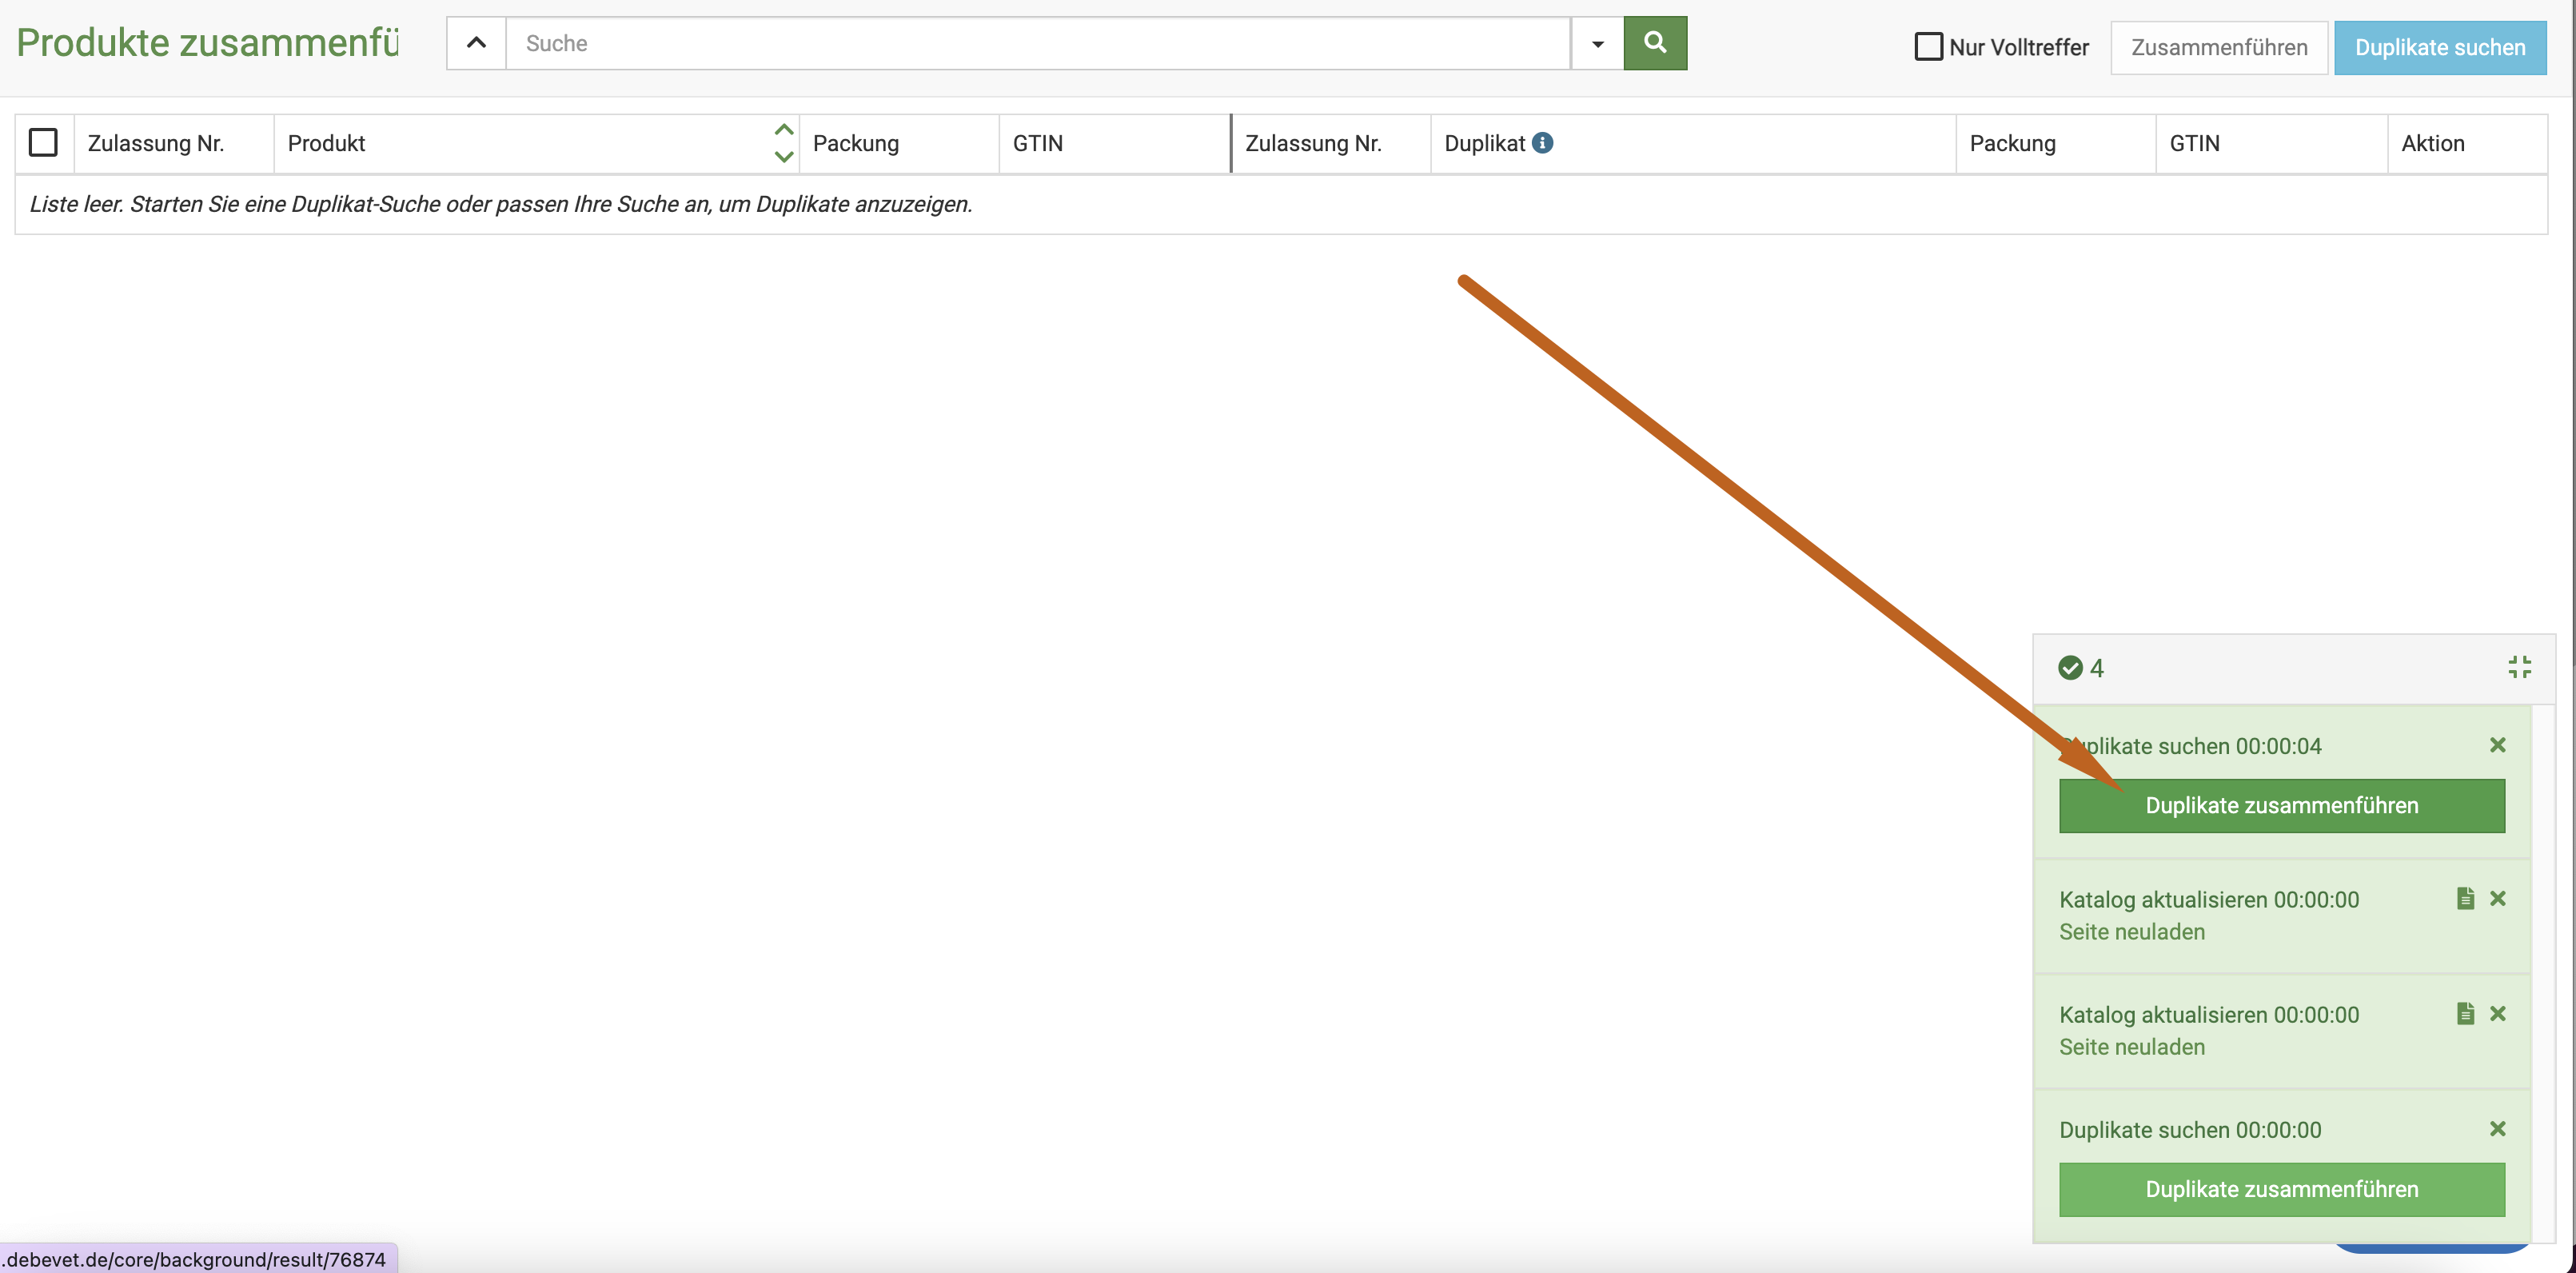 Produkte zusammenfü
Suche
Nur Volltreffer
Zusammenführen
Duplikate suchen
Zulassung Nr.
Produkt
Packung
GTIN
Zulassung Nr.
Duplikat
Packung
GTIN
Aktion
Liste leer. Starten Sie eine Duplikat-Suche oder passen Ihre Suche an, um Duplikate anzuzeigen.
4
Duplikate suchen 00:00:04
Duplikate zusammenführen
Katalog aktualisieren 00:00:00
Seite neuladen
Katalog aktualisieren 00:00:00
Seite neuladen
Duplikate suchen 00:00:00
Duplikate zusammenführen
.debevet.de/core/background/result/76874